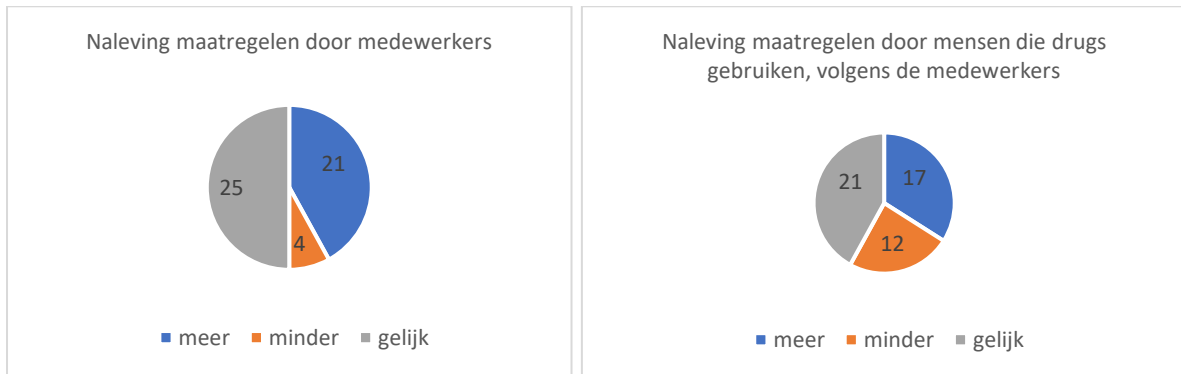 Naleving maatregelen door medewerkers
21
25
4
meer minder gelijk
Naleving maatregelen door mensen die drugs
gebruiken, volgens de medewerkers
21
17
12
meer minder gelijk